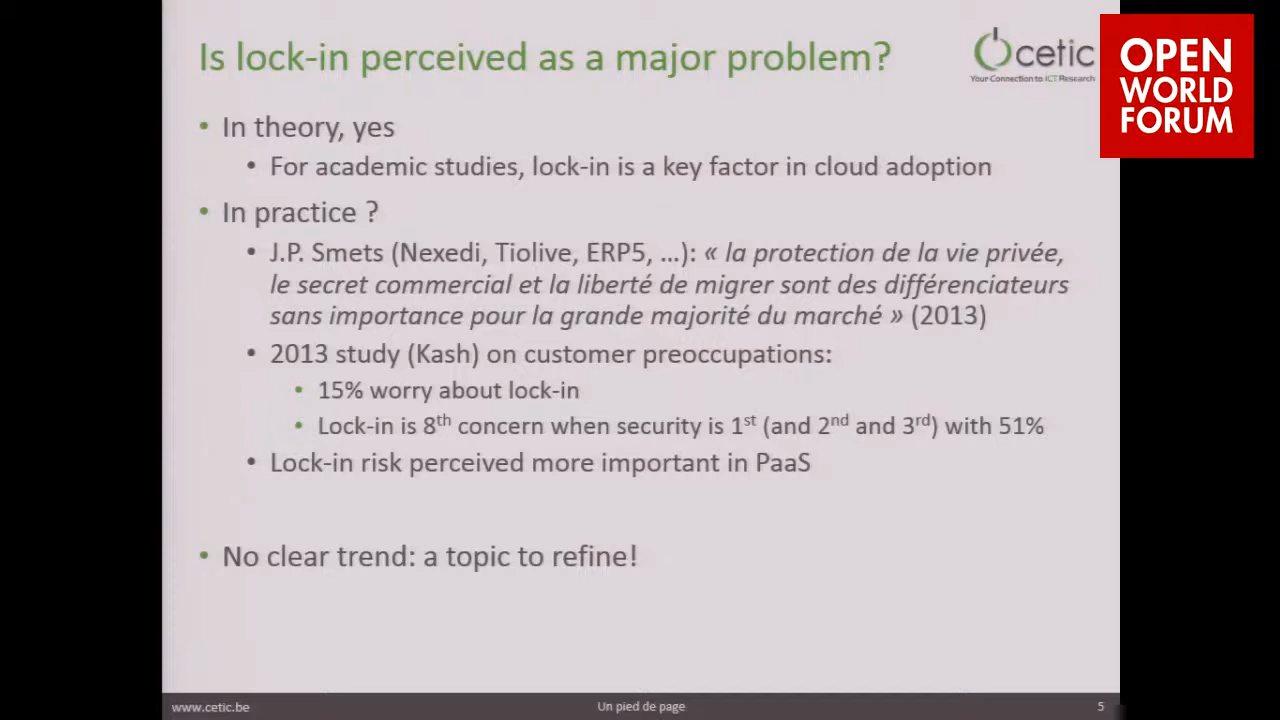 Is lock-in perceived as a major problem?
cetic
Your Connection to ICT Research
OPEN
WORLD
FORUM
• In theory, yes
• For academic studies, lock-in is a key factor in cloud adoption
• In practice ?
• J.P. Smets (Nexedi, Tiolive, ERP5, …): « la protection de la vie privée,
le secret commercial et la liberté de migrer sont des différenciateurs
sans importance pour la grande majorité du marché » (2013)
• 2013 study (Kash) on customer preoccupations:
• 15% worry about lock-in
• Lock-in is 8th concern when security is 1st (and 2nd and 3rd) with 51%
• Lock-in risk perceived more important in PaaS
• No clear trend: a topic to refine!
www.cetic.be
Un pied de page
5